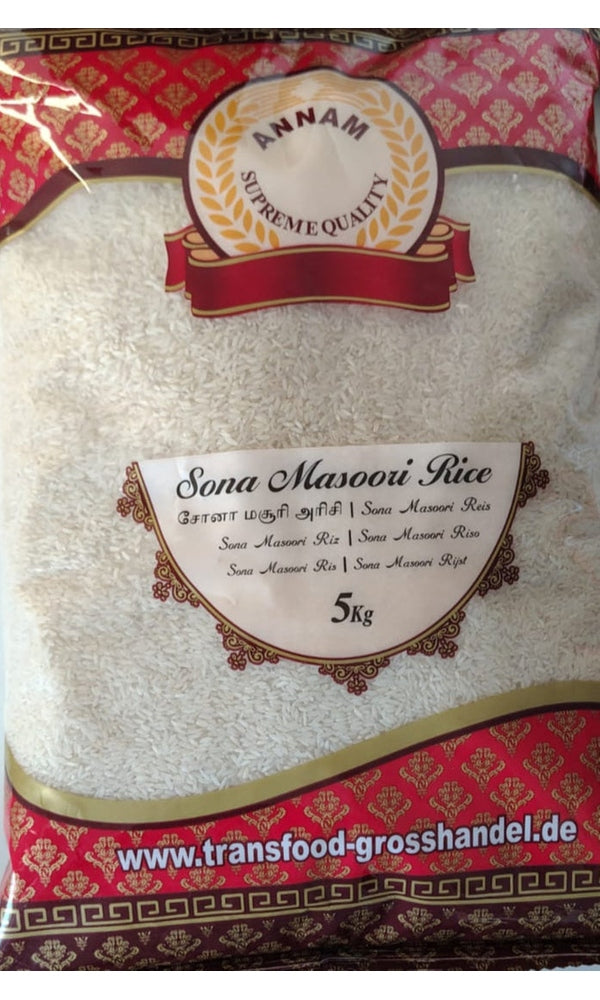 ANNAM
SUPREME QUALITY
Sona Masoori Rice
சோனா மசூரி அரிசி | Sona Masoori Reis
Sona Masoori Riz | Sona Masoori Riso
Sona Masoori Ris | Sona Masoori Rijst
5Kg
www.transfood-grosshandel.de